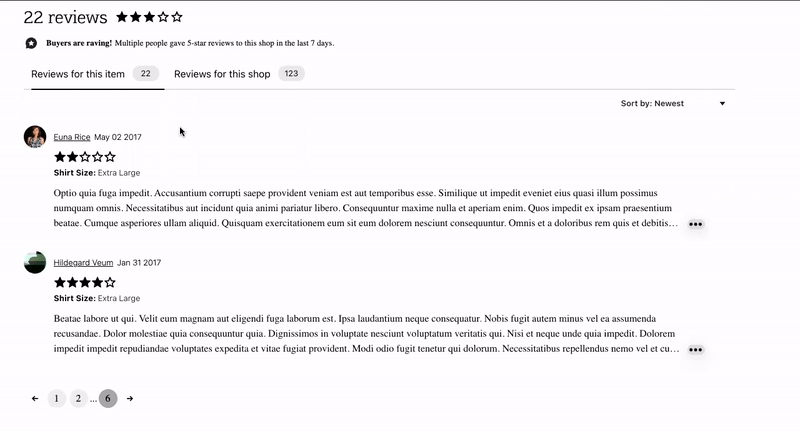 22 reviews
Buyers are raving! Multiple people gave 5-star reviews to this shop in the last 7 days.
Reviews for this item 22 Reviews for this shop 123
Sort by: Newest
Euna Rice May 02 2017
Shirt Size: Extra Large
Optio quia fuga impedit. Accusantium corrupti saepe provident veniam est aut temporibus esse. Similique ut impedit eveniet eius quasi illum possimus
numquam omnis. Necessitatibus aut incidunt quia animi pariatur libero. Consequuntur maxime nulla et aperiam enim. Quos impedit ex ipsam praesentium
beatae. Cumque asperiores ullam aliquid. Quisquam exercitationem eum sit eum dolorem nesciunt consequuntur. Omnis et a doloribus rem quis et debitis…
Hildegard Veum Jan 31 2017
Shirt Size: Extra Large
Beatae labore ut qui. Velit eum magnam aut eligendi fuga laborum est. Ipsa laudantium neque consequatur. Nobis fugit autem minus vel ea assumenda
recusandae. Dolor molestiae quia consequuntur quia. Dignissimos in voluptate nesciunt voluptatum veritatis qui. Nisi et neque unde quia impedit. Dolorem
impedit impedit repudiandae voluptates expedita et vitae fugiat provident. Modi odio fugit tenetur qui dolorum. Necessitatibus repellendus nemo vel et cu…
1 2 ... 6